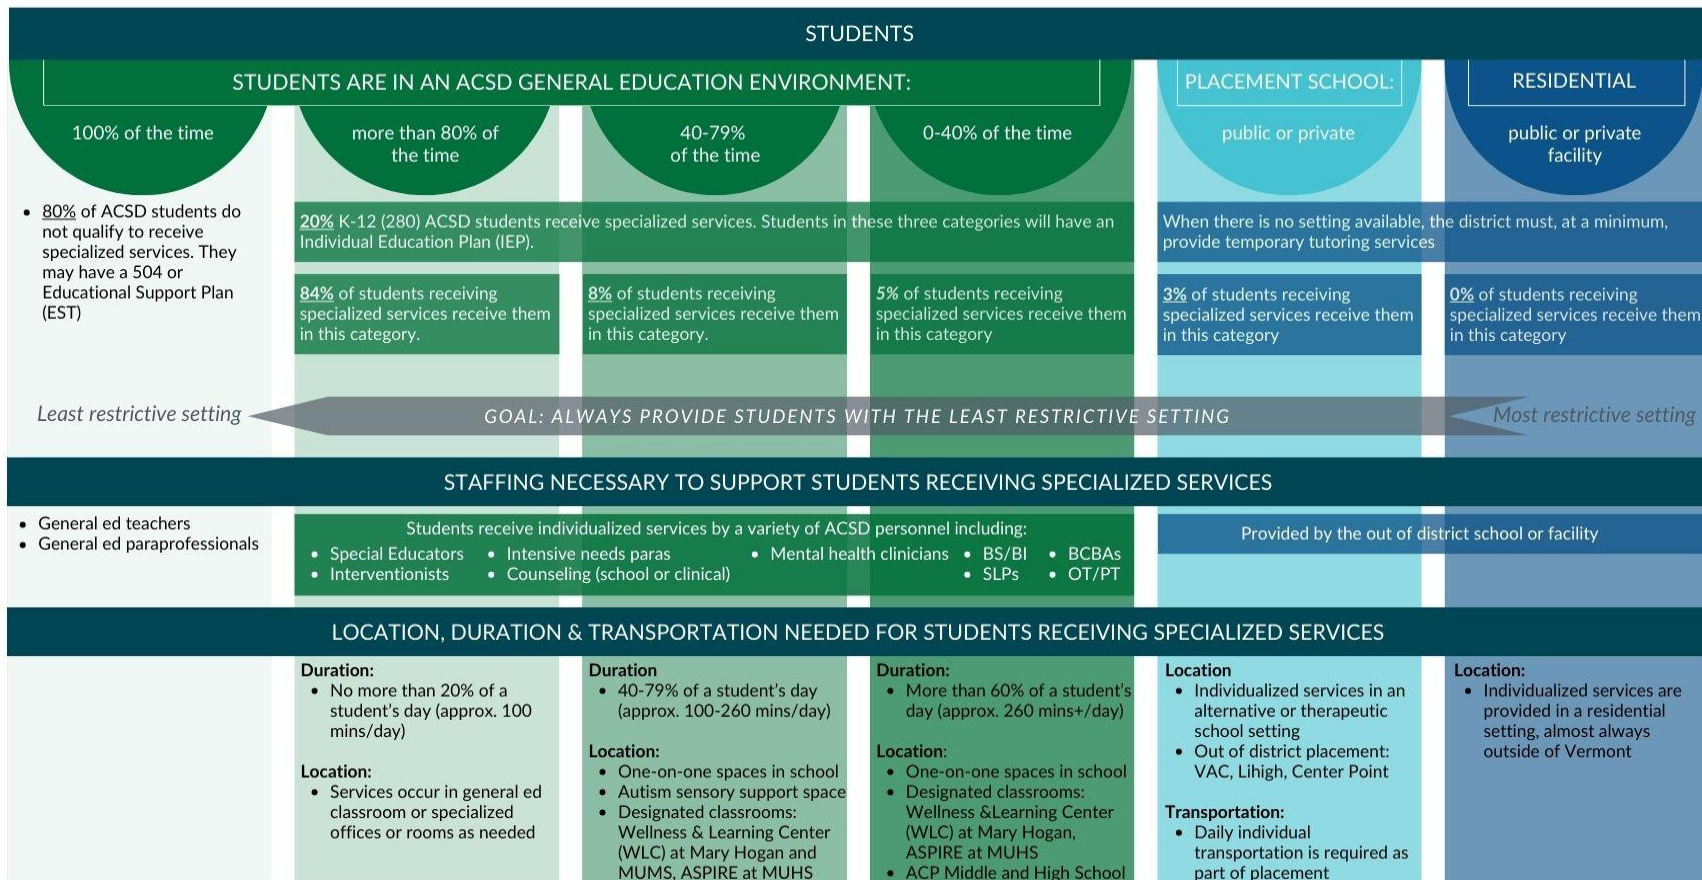 STUDENTS
STUDENTS ARE IN AN ACSD GENERAL EDUCATION ENVIRONMENT:
100% of the time
more than 80% of
the time
40-79%
of the time
0-40% of the time
PLACEMENT SCHOOL:
public or private
RESIDENTIAL
public or private
facility
• 80% of ACSD students do
not qualify to receive
specialized services. They
may have a 504 or
Educational Support Plan
(EST)
20% K-12 (280) ACSD students receive specialized services. Students in these three categories will have an
Individual Education Plan (IEP).
When there is no setting available, the district must, at a minimum,
provide temporary tutoring services
84% of students receiving
specialized services receive them
in this category.
8% of students receiving
specialized services receive them
in this category.
5% of students receiving
specialized services receive them
in this category
3% of students receiving
specialized services receive them
in this category
0% of students receiving
specialized services receive them
in this category
Least restrictive setting
GOAL: ALWAYS PROVIDE STUDENTS WITH THE LEAST RESTRICTIVE SETTING
Most restrictive setting
STAFFING NECESSARY TO SUPPORT STUDENTS RECEIVING SPECIALIZED SERVICES
• General ed teachers
• General ed paraprofessionals
Students receive individualized services by a variety of ACSD personnel including:
• Special Educators • Intensive needs paras • Mental health clinicians • BS/BI • BCBAs
• Interventionists • Counseling (school or clinical) • SLPs • OT/PT
Provided by the out of district school or facility
LOCATION, DURATION & TRANSPORTATION NEEDED FOR STUDENTS RECEIVING SPECIALIZED SERVICES
Duration:
• No more than 20% of a
student's day (approx. 100
mins/day)
Location:
• Services occur in general ed
classroom or specialized
offices or rooms as needed
Duration
• 40-79% of a student's day
(approx. 100-260 mins/day)
Location:
• One-on-one spaces in school
• Autism sensory support space
• Designated classrooms:
Wellness & Learning Center
(WLC) at Mary Hogan and
MUMS, ASPIRE at MUHS
Duration:
• More than 60% of a student's
day (approx. 260 mins+/day)
Location:
• One-on-one spaces in school
• Designated classrooms:
Wellness &Learning Center
(WLC) at Mary Hogan,
ASPIRE at MUHS
• ACP Middle and High School
Location
• Individualized services in an
alternative or therapeutic
school setting
• Out of district placement:
VAC, Lihigh, Center Point
Transportation:
• Daily individual
transportation is required as
part of placement
Location:
• Individualized services are
provided in a residential
setting, almost always
outside of Vermont